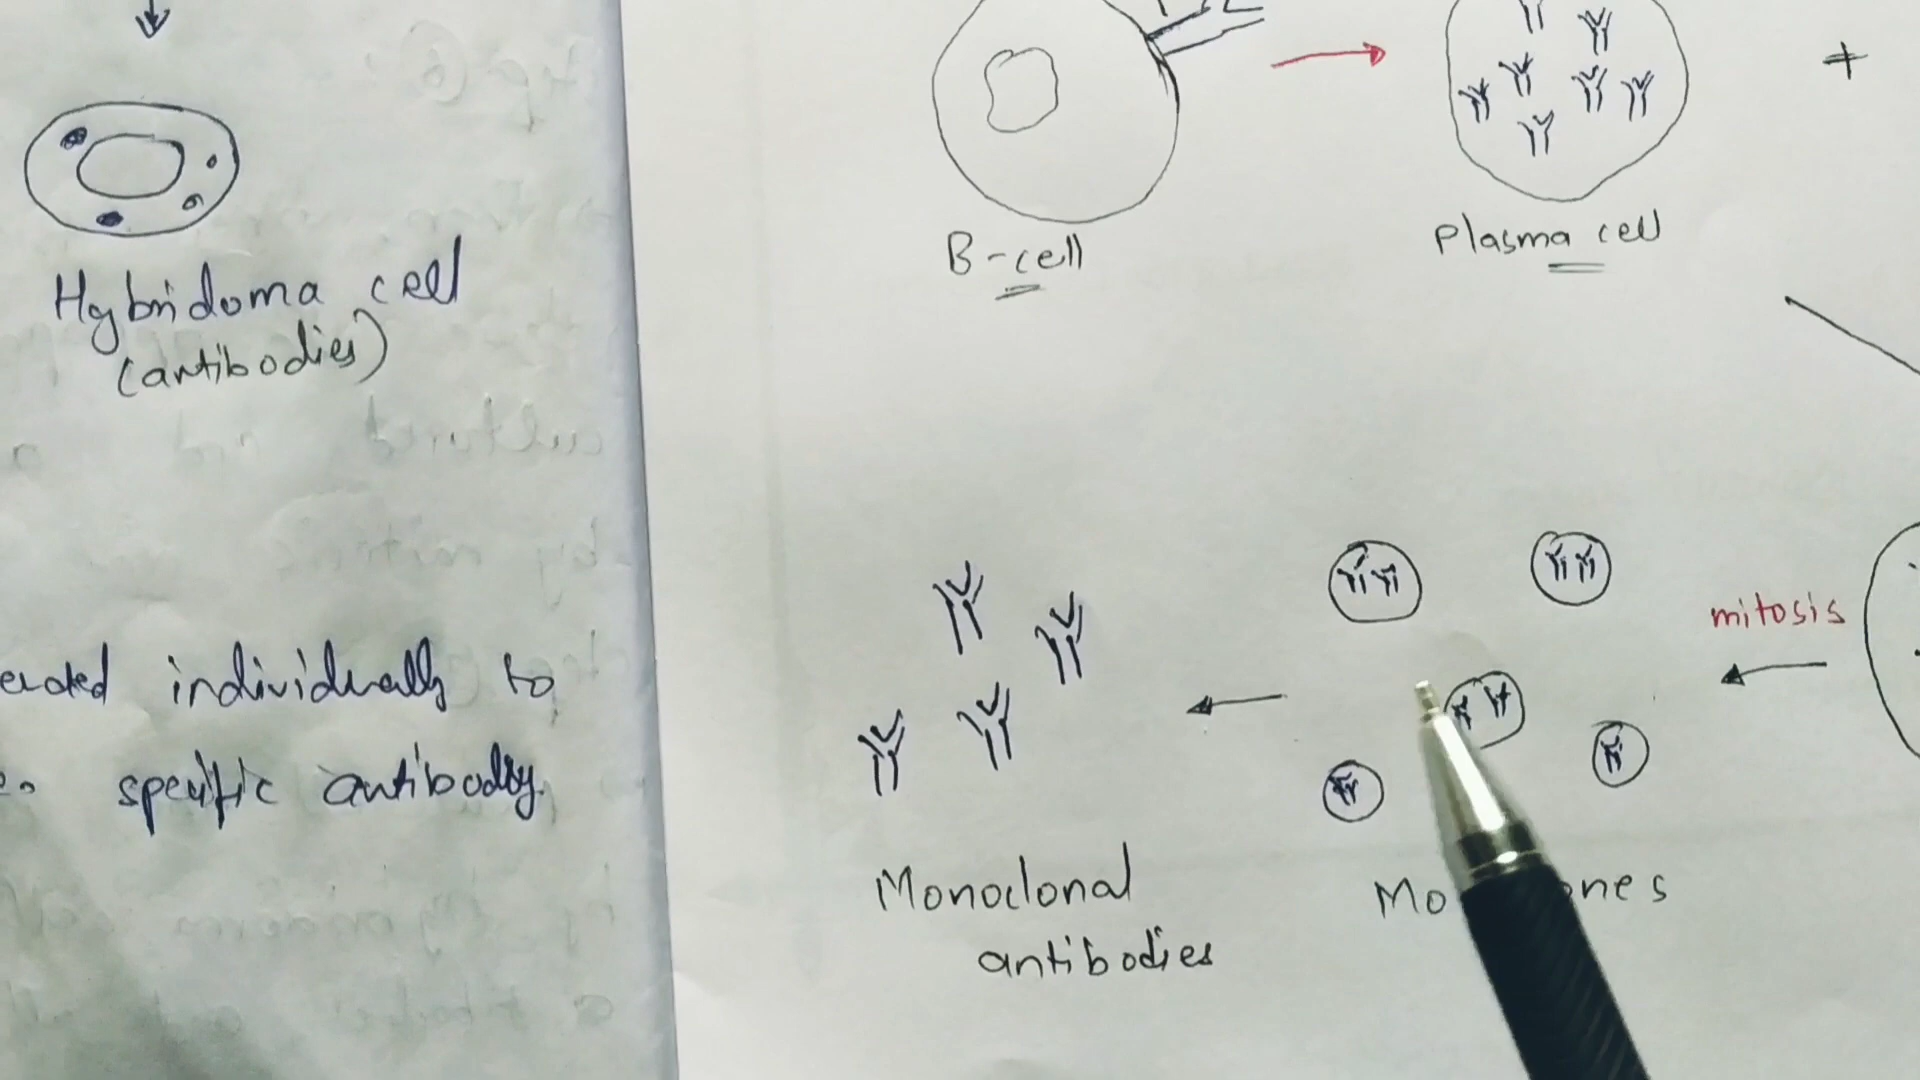 Hybridoma cell
(antibodies)
individually to
specific antibody.
B-cell
Plasma cell
+
mitosis
Monoclonal
antibodies